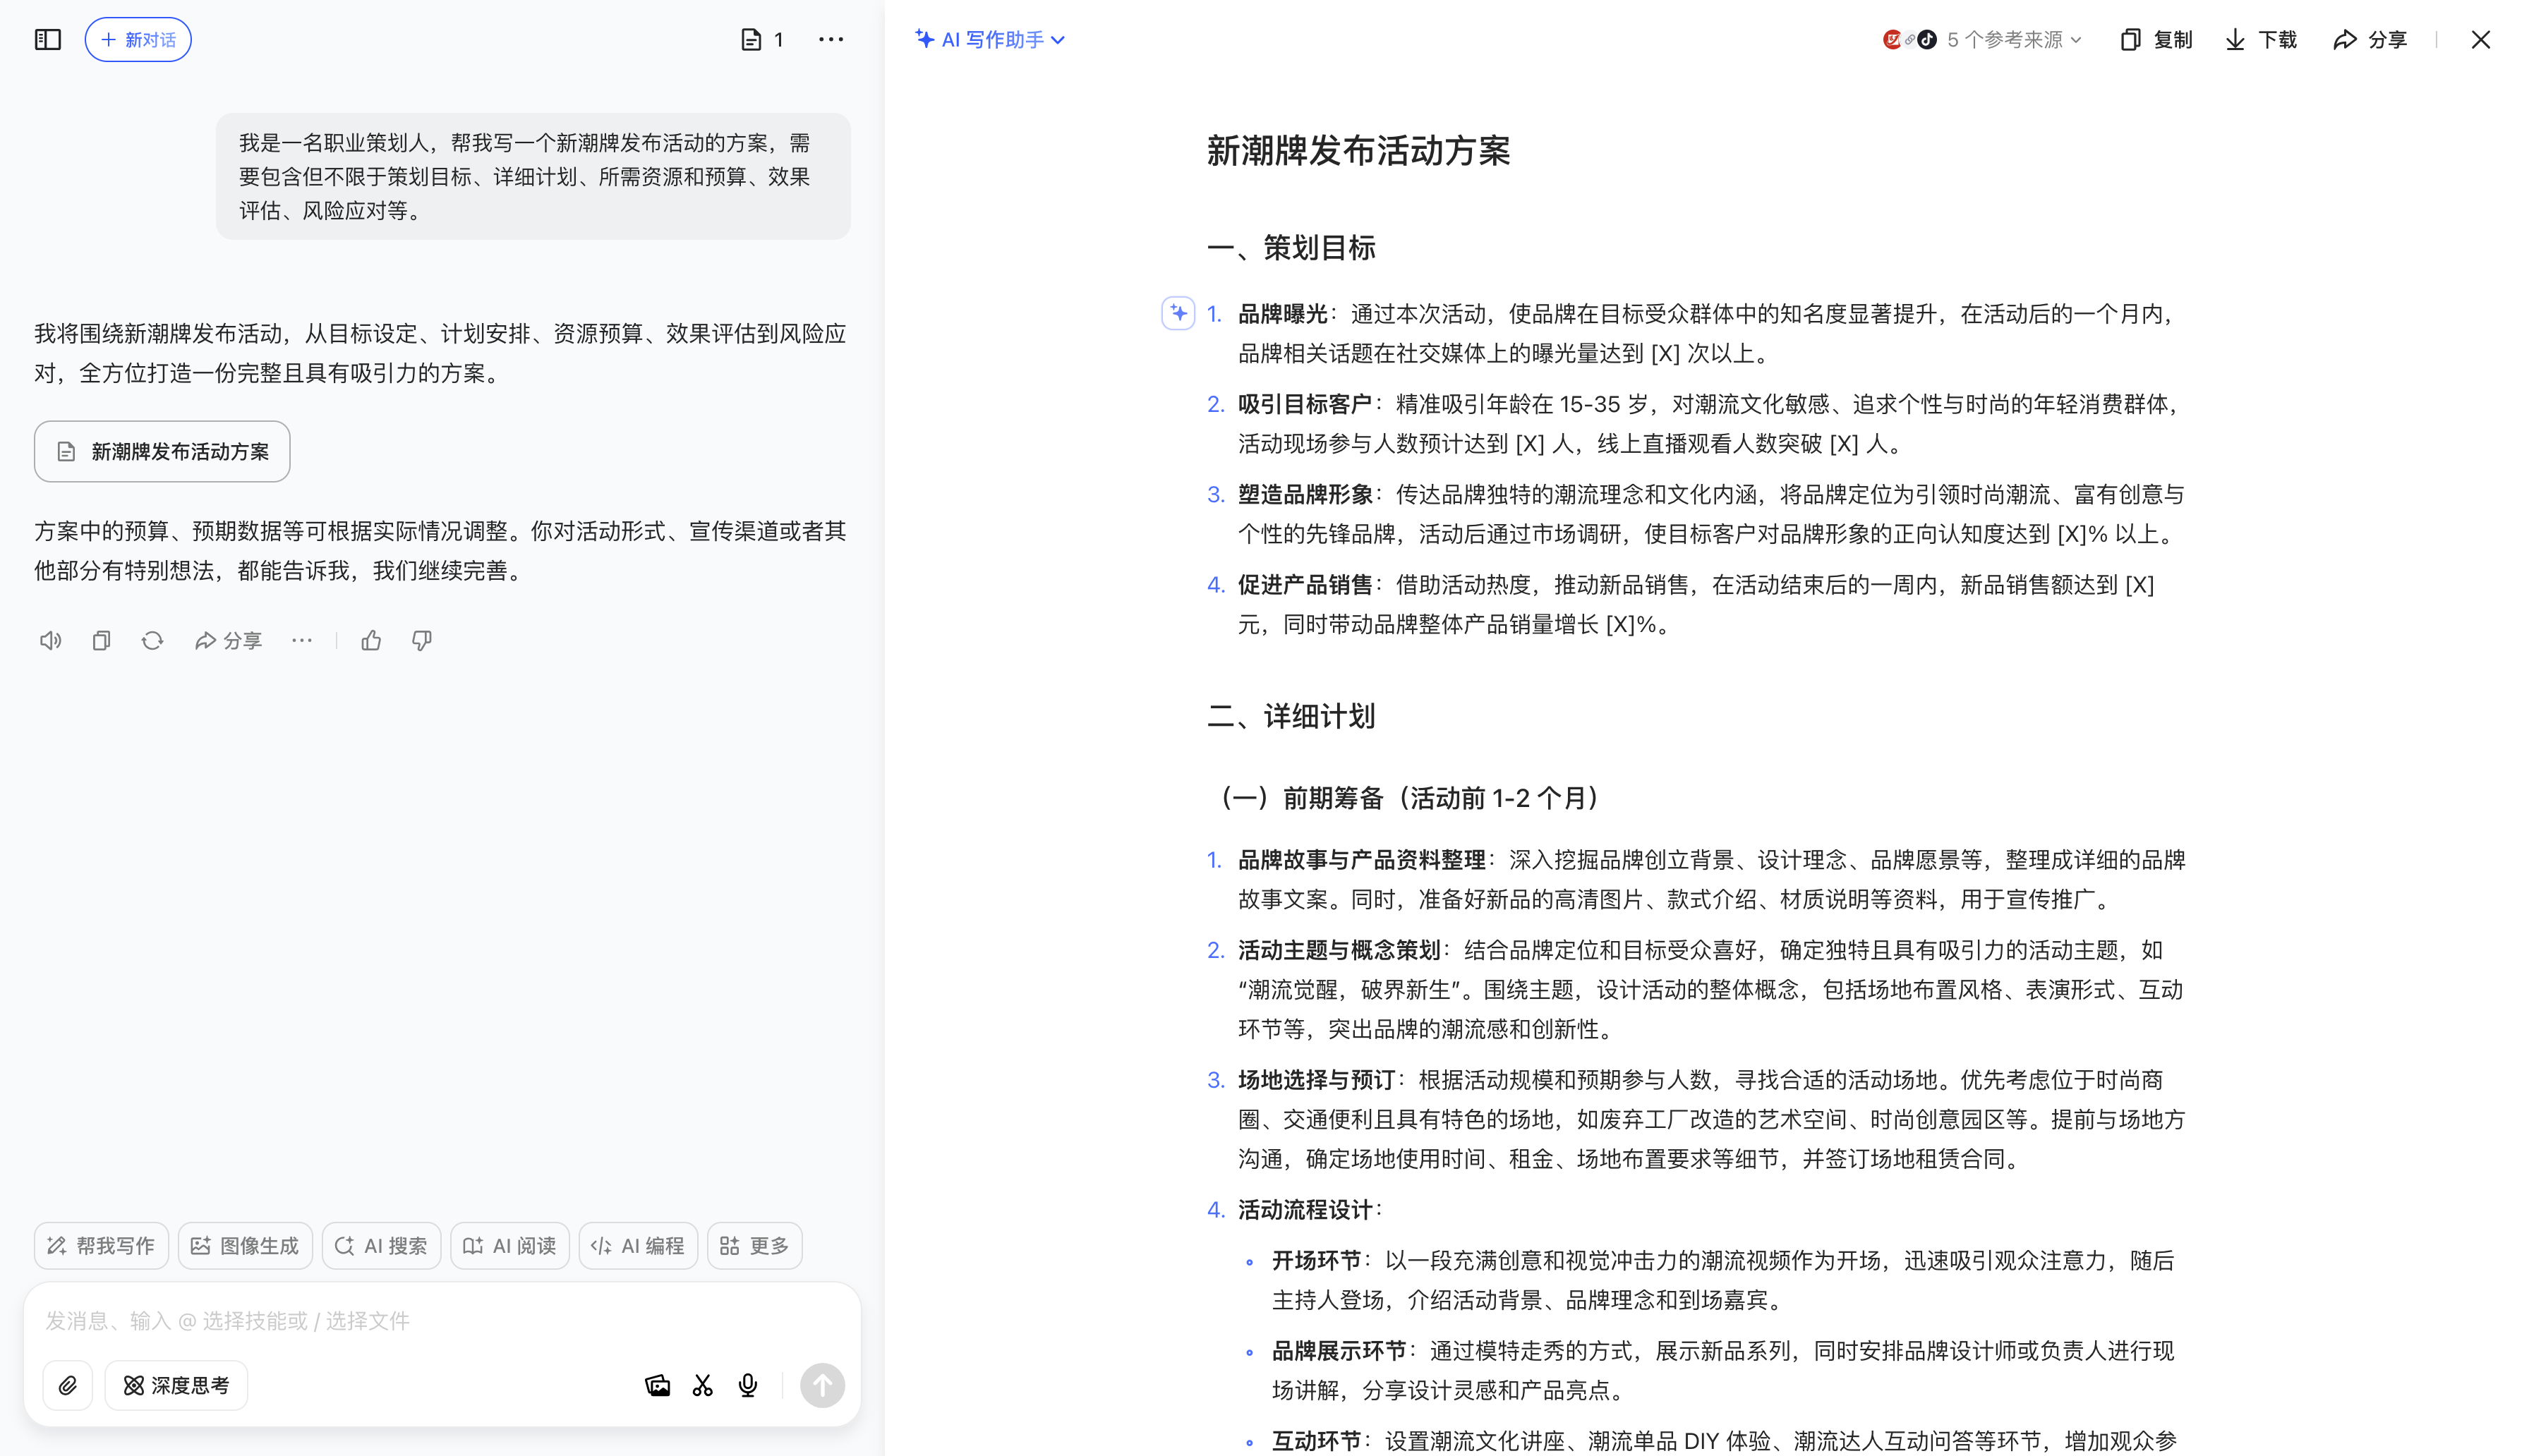 新对话
1
我是一名职业策划人，帮我写一个新潮牌发布活动的方案，需
要包含但不限于策划目标、详细计划、所需资源和预算、效果
评估、风险应对等。
我将围绕新潮牌发布活动，从目标设定、计划安排、资源预算、效果评估到风险应
对，全方位打造一份完整且具有吸引力的方案。
新潮牌发布活动方案
方案中的预算、预期数据等可根据实际情况调整。你对活动形式、宣传渠道或者其
他部分有特别想法，都能告诉我，我们继续完善。
分享
帮我写作 图像生成 AI 搜索 AI 阅读 AI 编程 更多
发消息、输入 @ 选择技能或 / 选择文件
深度思考
AI 写作助手
5 个参考来源 复制 下载 分享
新潮牌发布活动方案
一、策划目标
1. 品牌曝光：通过本次活动，使品牌在目标受众群体中的知名度显著提升，在活动后的一个月内，
品牌相关话题在社交媒体上的曝光量达到 [X] 次以上。
2. 吸引目标客户：精准吸引年龄在 15-35 岁，对潮流文化敏感、追求个性与时尚的年轻消费群体，
活动现场参与人数预计达到 [X] 人，线上直播观看人数突破 [X] 人。
3. 塑造品牌形象：传达品牌独特的潮流理念和文化内涵，将品牌定位为引领时尚潮流、富有创意与
个性的先锋品牌，活动后通过市场调研，使目标客户对品牌形象的正向认知度达到 [X]% 以上。
4. 促进产品销售：借助活动热度，推动新品销售，在活动结束后的一周内，新品销售额达到 [X]
元，同时带动品牌整体产品销量增长 [X]%。
二、详细计划
（一）前期筹备（活动前 1-2 个月）
1. 品牌故事与产品资料整理：深入挖掘品牌创立背景、设计理念、品牌愿景等，整理成详细的品牌
故事文案。同时，准备好新品的高清图片、款式介绍、材质说明等资料，用于宣传推广。
2. 活动主题与概念策划：结合品牌定位和目标受众喜好，确定独特且具有吸引力的活动主题，如
“潮流觉醒，破界新生”。围绕主题，设计活动的整体概念，包括场地布置风格、表演形式、互动
环节等，突出品牌的潮流感和创新性。
3. 场地选择与预订：根据活动规模和预期参与人数，寻找合适的活动场地。优先考虑位于时尚商
圈、交通便利且具有特色的场地，如废弃工厂改造的艺术空间、时尚创意园区等。提前与场地方
沟通，确定场地使用时间、租金、场地布置要求等细节，并签订场地租赁合同。
4. 活动流程设计：
开场环节：以一段充满创意和视觉冲击力的潮流视频作为开场，迅速吸引观众注意力，随后
主持人登场，介绍活动背景、品牌理念和到场嘉宾。
品牌展示环节：通过模特走秀的方式，展示新品系列，同时安排品牌设计师或负责人进行现
场讲解，分享设计灵感和产品亮点。
互动环节：设置潮流文化讲座、潮流单品 DIY 体验、潮流达人互动问答等环节，增加观众参